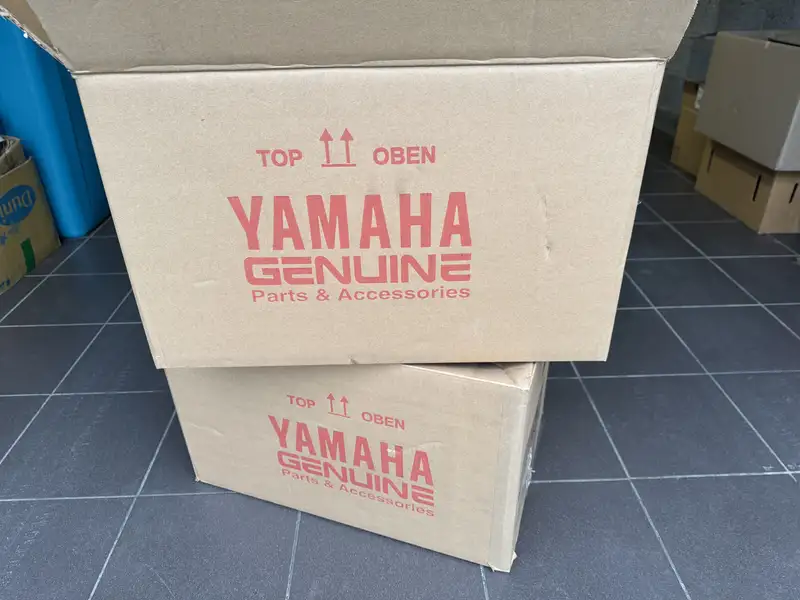 TOP OBEN
YAMAHA
GENUINE
Parts & Accessories
TOP OBEN
YAMAHA
GENUINE
Parts & Accessories